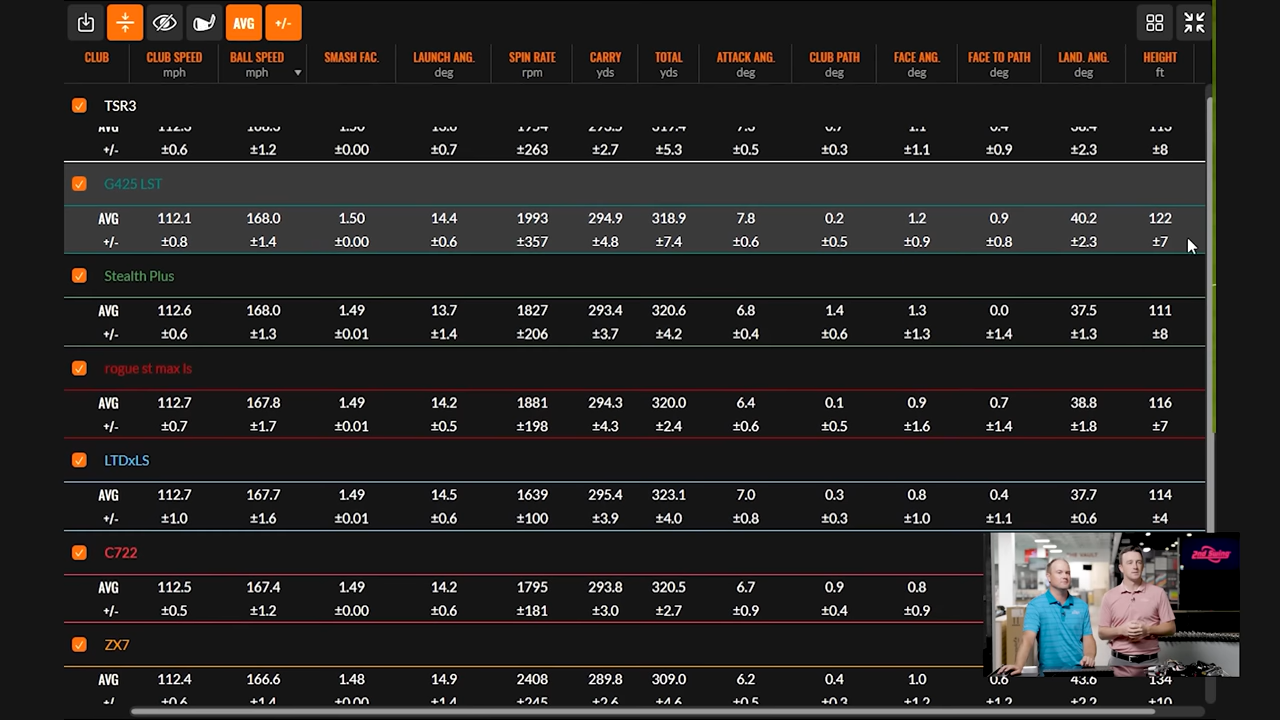 AVG +/-
CLUB CLUB SPEED BALL SPEED SMASH FAC. LAUNCH ANG. SPIN RATE CARRY TOTAL ATTACK ANG. CLUB PATH FACE ANG. FACE TO PATH LAND. ANG. HEIGHT
mph mph deg rpm yds yds deg deg deg deg deg ft
TSR3
AVG 1.50
+/- ±0.6 ±1.2 ±0.00 ±0.7 ±263 ±2.7 ±5.3 ±0.5 ±0.3 ±1.1 ±0.9 ±2.3 ±8
G425 LST
AVG 112.1 168.0 1.50 14.4 1993 294.9 318.9 7.8 0.2 1.2 0.9 40.2 122
+/- ±0.8 ±1.4 ±0.00 ±0.6 ±357 ±4.8 ±7.4 ±0.6 ±0.5 ±0.9 ±0.8 ±2.3 ±7
Stealth Plus
AVG 112.6 168.0 1.49 13.7 1827 293.4 320.6 6.8 1.4 1.3 0.0 37.5 111
+/- ±0.6 ±1.3 ±0.01 ±1.4 ±206 ±3.7 ±4.2 ±0.4 ±0.6 ±1.3 ±1.4 ±1.3 ±8
rogue st max ls
AVG 112.7 167.8 1.49 14.2 1881 294.3 320.0 6.4 0.1 0.9 0.7 38.8 116
+/- ±0.7 ±1.7 ±0.01 ±0.5 ±198 ±4.3 ±2.4 ±0.6 ±0.5 ±1.6 ±1.4 ±1.8 ±7
LTDxLS
AVG 112.7 167.7 1.49 14.5 1639 295.4 323.1 7.0 0.3 0.8 0.4 37.7 114
+/- ±1.0 ±1.6 ±0.01 ±0.6 ±100 ±3.9 ±4.0 ±0.8 ±0.3 ±1.0 ±1.1 ±0.6 ±4
C722
AVG 112.5 167.4 1.49 14.2 1795 293.8 320.5 6.7 0.9 0.8
+/- ±0.5 ±1.2 ±0.00 ±0.6 ±181 ±3.0 ±2.7 ±0.9 ±0.4 ±0.9
ZX7
AVG 112.4 166.6 1.48 14.9 2408 289.8 309.0 6.2 0.4 1.0 0.6 43.6 134
THE VAULT
2nd Swing